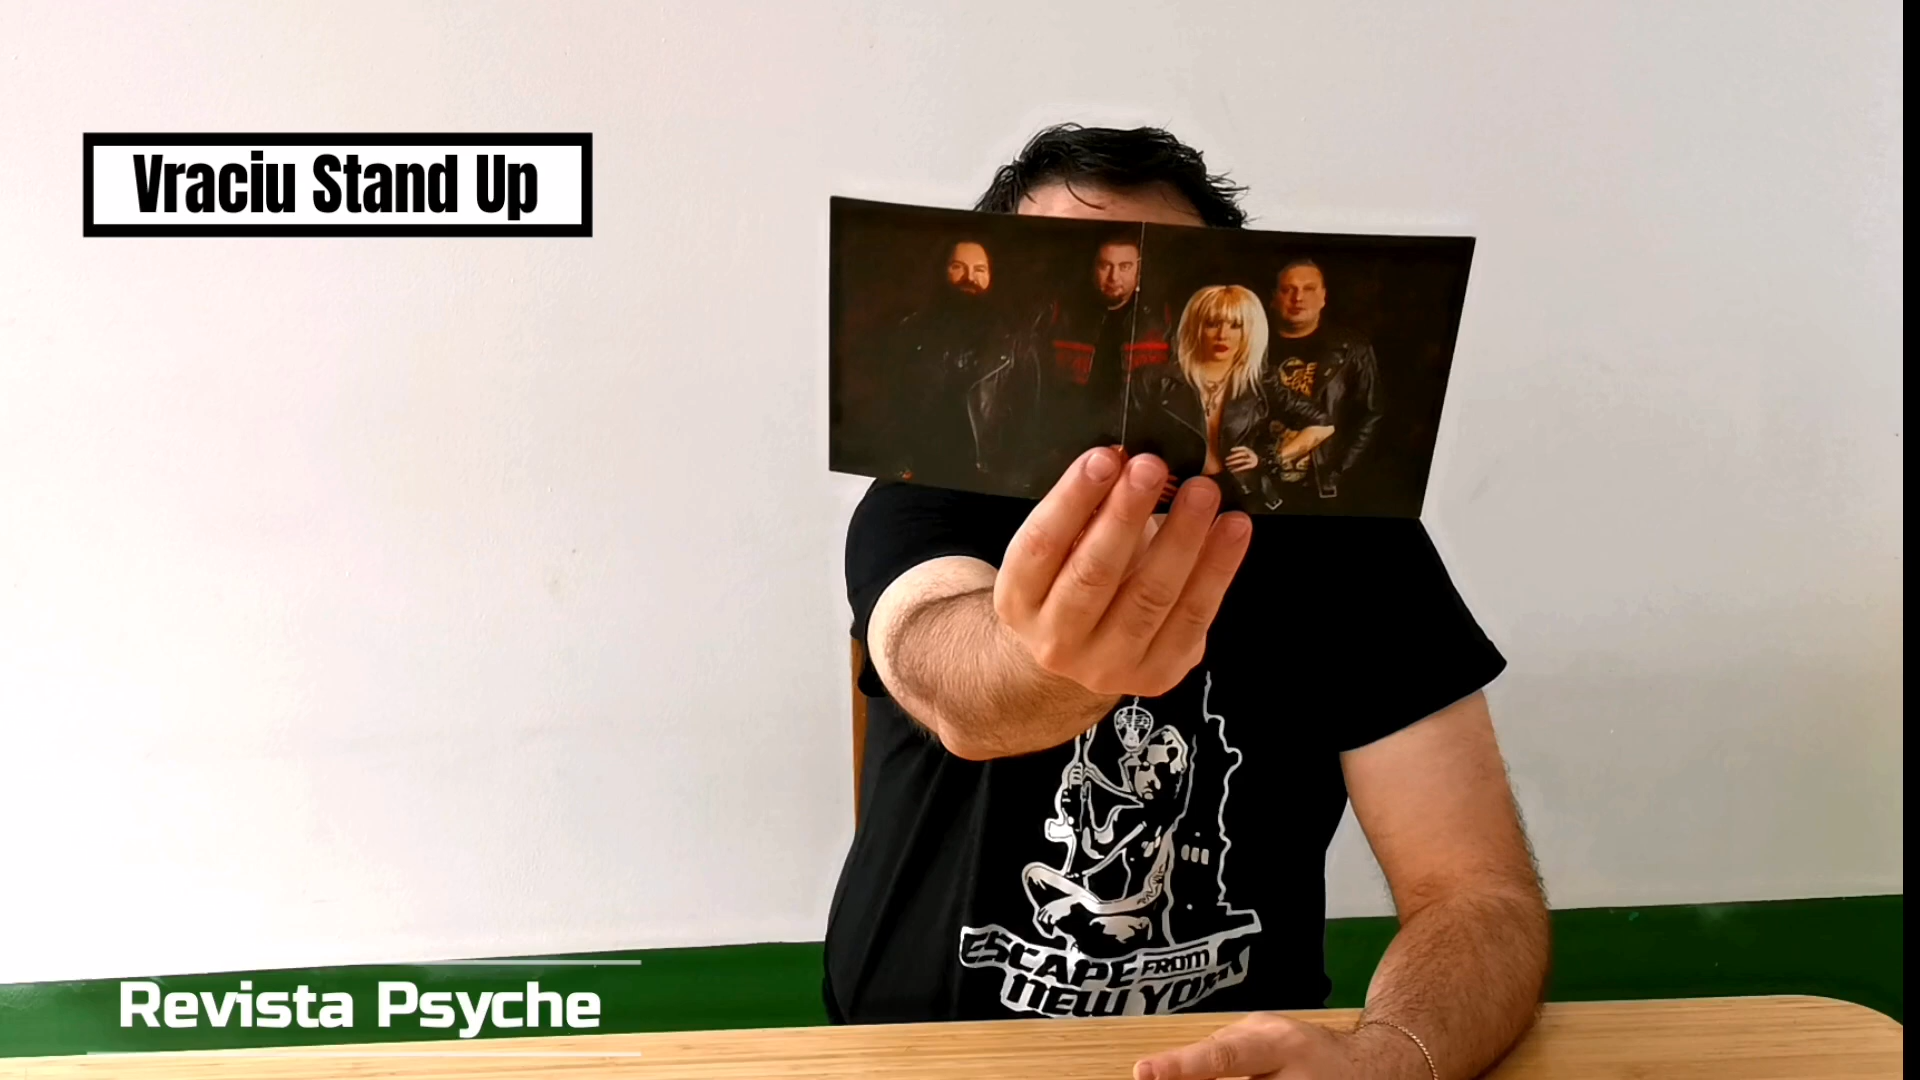 Vraciu Stand Up
ESCAPE FROM
NEW YORK
Revista Psyche